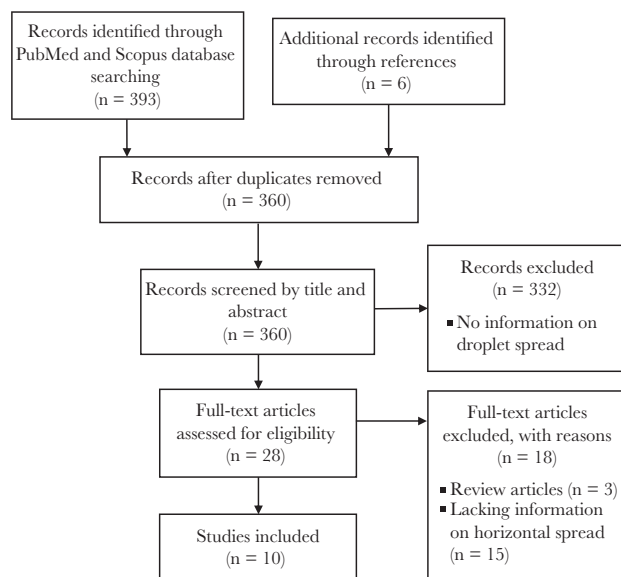 Records identified through
PubMed and Scopus database
searching
(n = 393)
Additional records identified
through references
(n = 6)
Records after duplicates removed
(n = 360)
Records screened by title and
abstract
(n = 360)
Records excluded
(n = 332)
▪ No information on
droplet spread
Full-text articles
assessed for eligibility
(n = 28)
Full-text articles
excluded, with reasons
(n = 18)
▪ Review articles (n = 3)
▪ Lacking information
on horizontal spread
(n = 15)
Studies included
(n = 10)